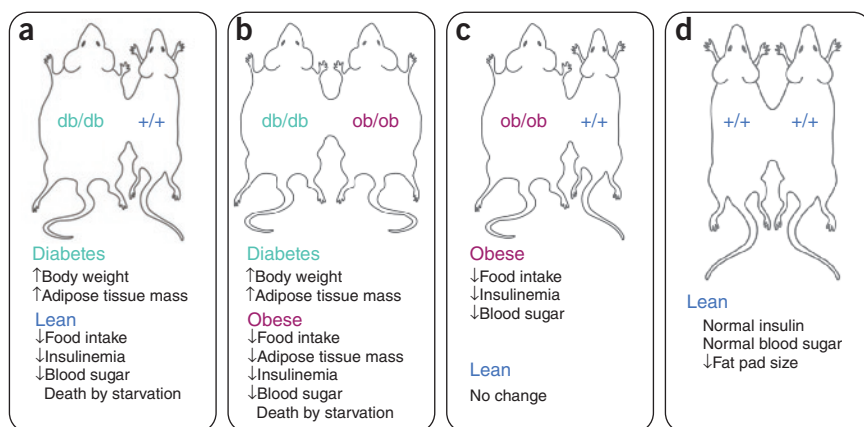 a
db/db +/+
Diabetes
↑Body weight
↑Adipose tissue mass
Lean
↓Food intake
↓Insulinemia
↓Blood sugar
Death by starvation
b
db/db ob/ob
Diabetes
↑Body weight
↑Adipose tissue mass
Obese
↓Food intake
↓Adipose tissue mass
↓Insulinemia
↓Blood sugar
Death by starvation
c
ob/ob +/+
Obese
↓Food intake
↓Insulinemia
↓Blood sugar
Lean
No change
d
+/+ +/+
Lean
Normal insulin
Normal blood sugar
↓Fat pad size